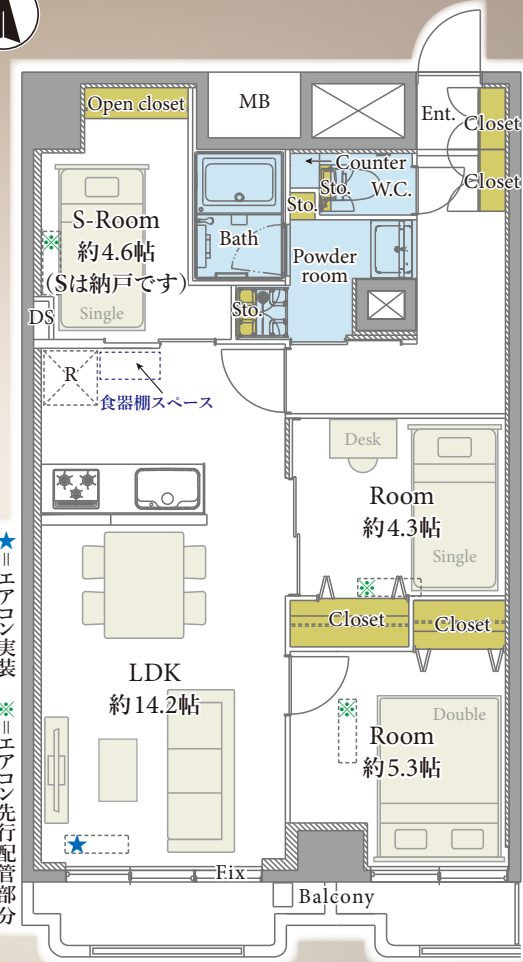 Open closet
MB
Ent.
Closet
Closet
Counter
Sto.
W.C.
Sto.
S-Room
約4.6帖
(Sは納戸です)
Single
※
Bath
Powder
room
DS
Sto.
R
食器棚スペース
Desk
Room
約4.3帖
Single
※
Closet
Closet
LDK
約14.2帖
※
Double
Room
約5.3帖
★
Fix
Balcony
★=エアコン実装 ※=エアコン先行配管部分